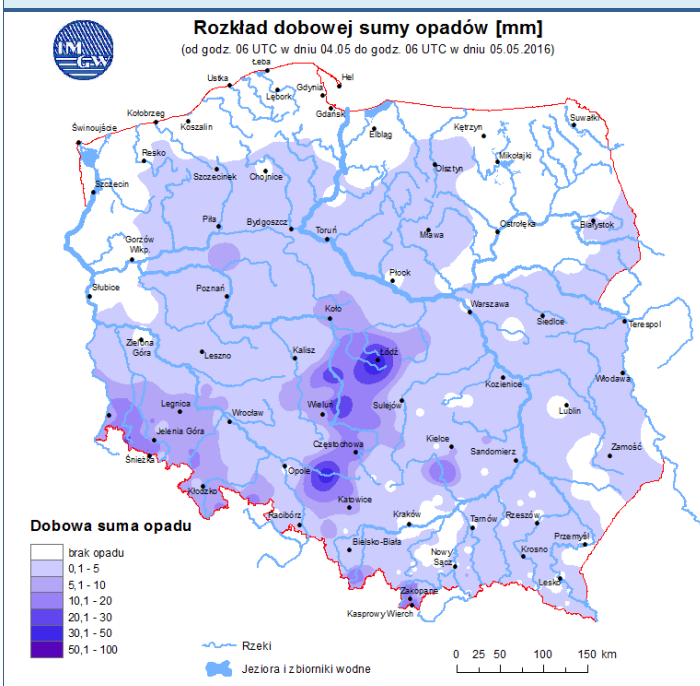 Rozkład dobowej sumy opadów [mm]
(od godz. 06 UTC w dniu 04.05 do godz. 06 UTC w dniu 05.05.2016)
IM
GW
Łeba
Hel
Ustka
Gdynia
Lębork
Gdańsk
Kołobrzeg
Koszalin
Świnoujście
Elbląg
Kętrzyn
Suwałki
Resko
Mikołajki
Szczecinek
Chojnice
Olsztyn
Szczecin
Piła
Bydgoszcz
Toruń
Mława
Ostrołęka
Białystok
Gorzów
Wlkp.
Płock
Słubice
Poznań
Koło
Warszawa
Siedlce
Terespol
Zielona
Góra
Leszno
Kalisz
Łódź
Kozienice
Włodawa
Legnica
Wieluń
Sulejów
Lublin
Wrocław
Jelenia Góra
Częstochowa
Kielce
Sandomierz
Zamość
Śnieżka
Opole
Kłodzko
Katowice
Racibórz
Kraków
Tarnów
Rzeszów
Przemyśl
Bielsko-Biała
Nowy
Sącz
Krosno
Lesko
Zakopane
Kasprowy Wierch
Dobowa suma opadu
brak opadu
0,1 - 5
5,1 - 10
10,1 - 20
20,1 - 30
30,1 - 50
50,1 - 100
Rzeki
Jeziora i zbiorniki wodne
0 25 50 100 150 km